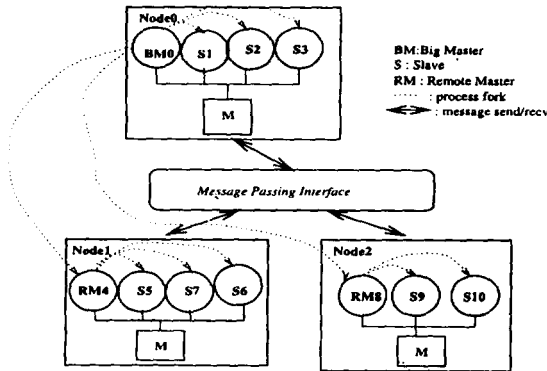 Node0
BM0 S1 S2 S3
M
BM:Big Master
S : Slave
RM : Remote Master
: process fork
: message send/recv
Message Passing Interface
Node1
RM4 S5 S7 S6
M
Node2
RM8 S9 S10
M